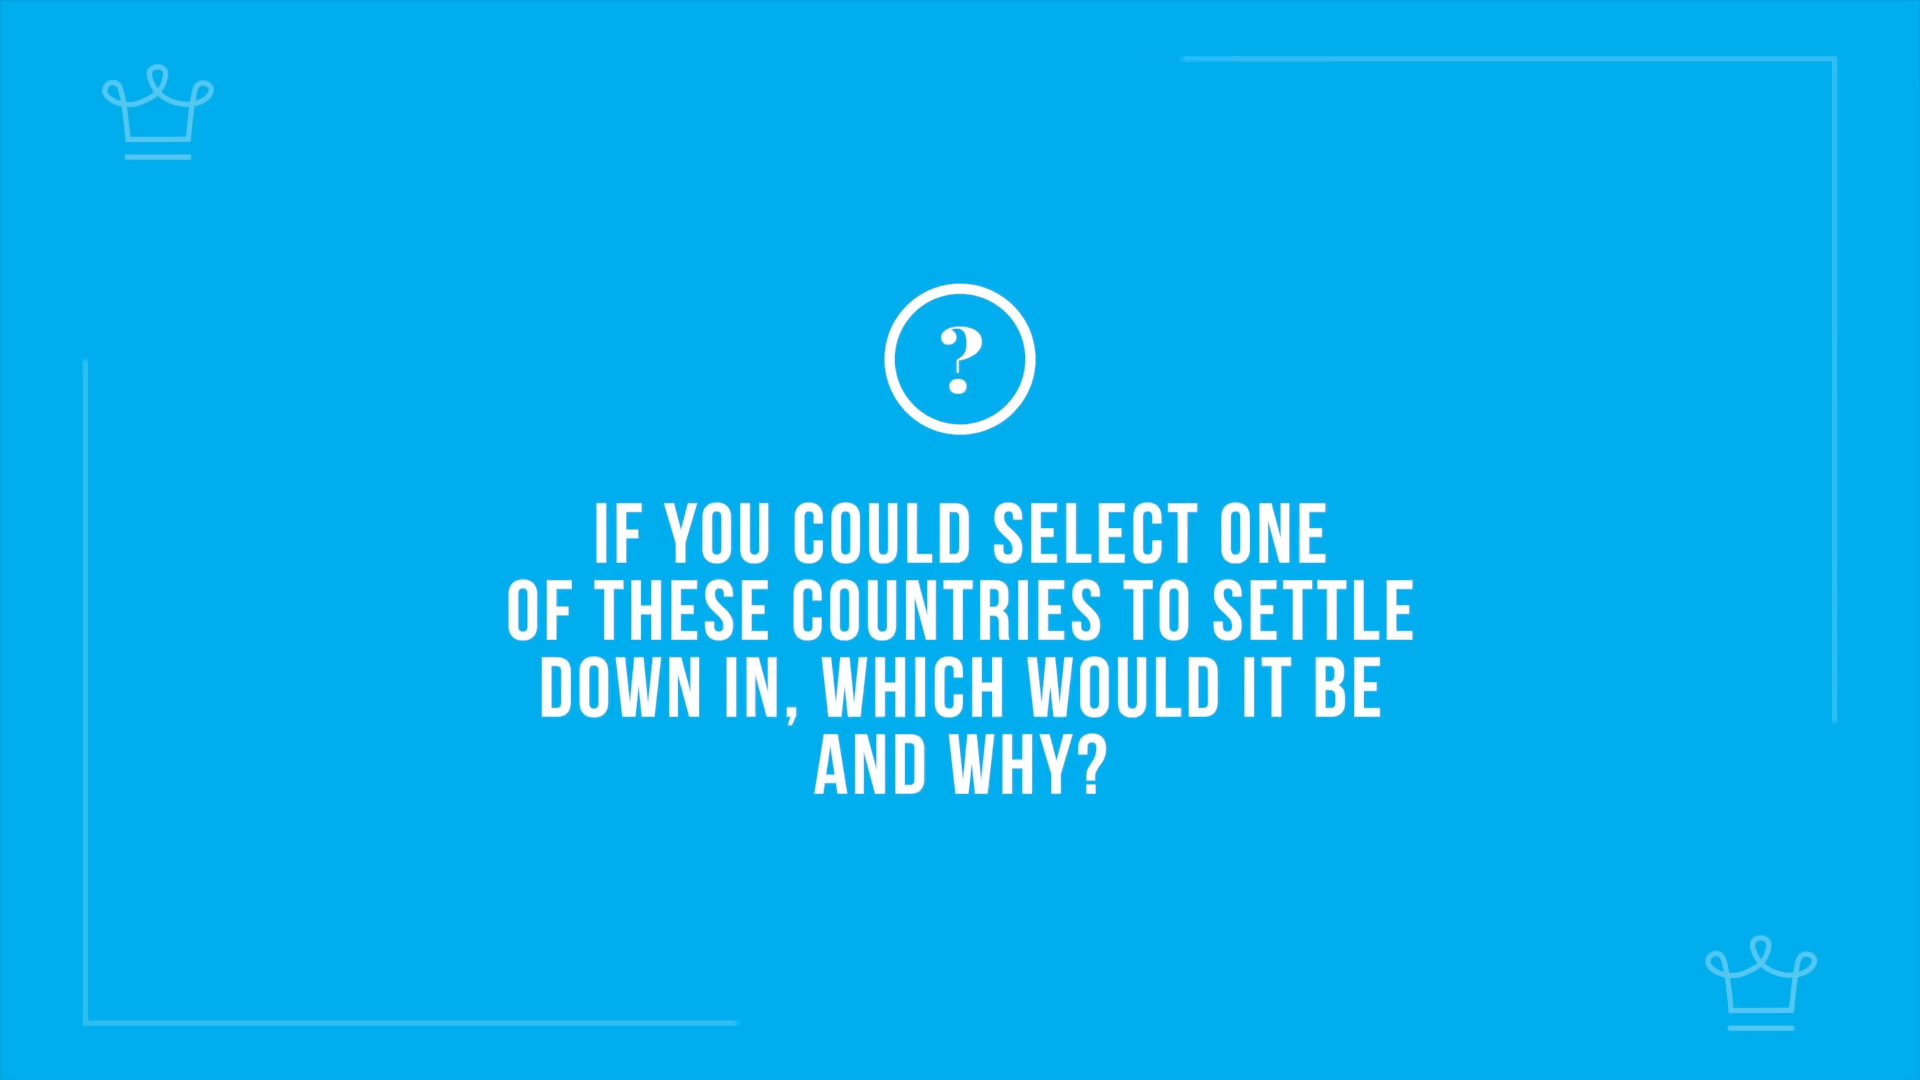 ?
IF YOU COULD SELECT ONE
OF THESE COUNTRIES TO SETTLE
DOWN IN, WHICH WOULD IT BE
AND WHY?